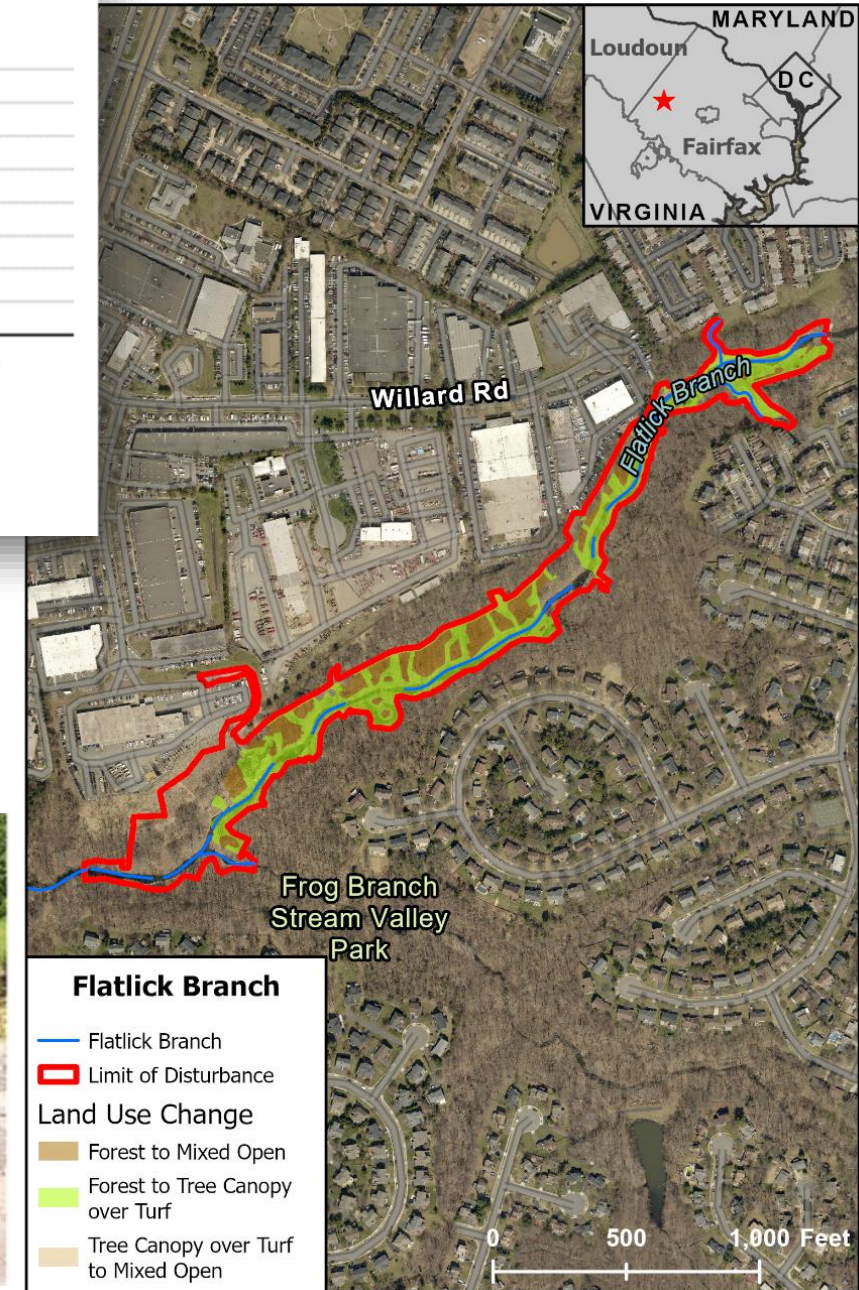 MARYLAND
Loudoun
DC
Fairfax
VIRGINIA
Willard Rd
Flatlick Branch
Frog Branch
Stream Valley
Park
Flatlick Branch
Flatlick Branch
Limit of Disturbance
Land Use Change
Forest to Mixed Open
Forest to Tree Canopy
over Turf
Tree Canopy over Turf
to Mixed Open
0 500 1,000 Feet